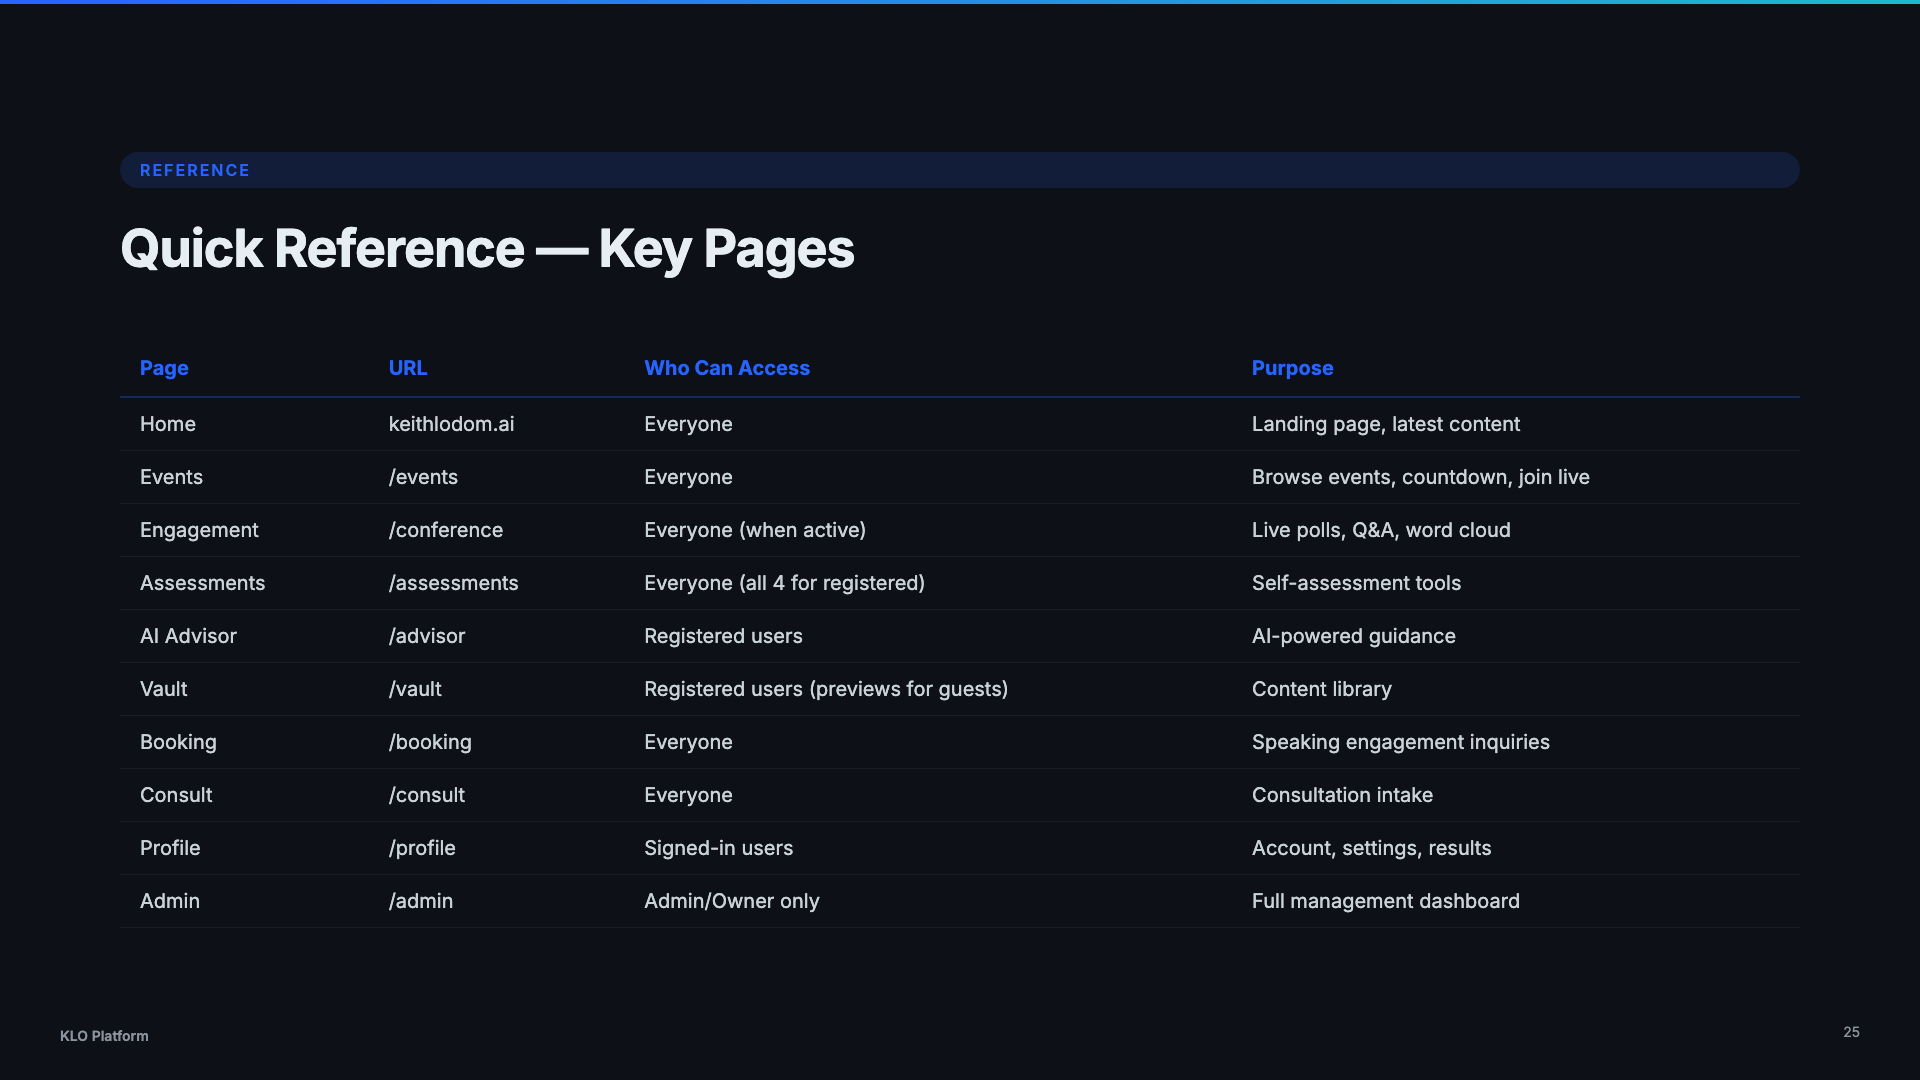 REFERENCE
Quick Reference — Key Pages
Page URL Who Can Access Purpose
Home keithlodom.ai Everyone Landing page, latest content
Events /events Everyone Browse events, countdown, join live
Engagement /conference Everyone (when active) Live polls, Q&A, word cloud
Assessments /assessments Everyone (all 4 for registered) Self-assessment tools
AI Advisor /advisor Registered users AI-powered guidance
Vault /vault Registered users (previews for guests) Content library
Booking /booking Everyone Speaking engagement inquiries
Consult /consult Everyone Consultation intake
Profile /profile Signed-in users Account, settings, results
Admin /admin Admin/Owner only Full management dashboard
KLO Platform 25